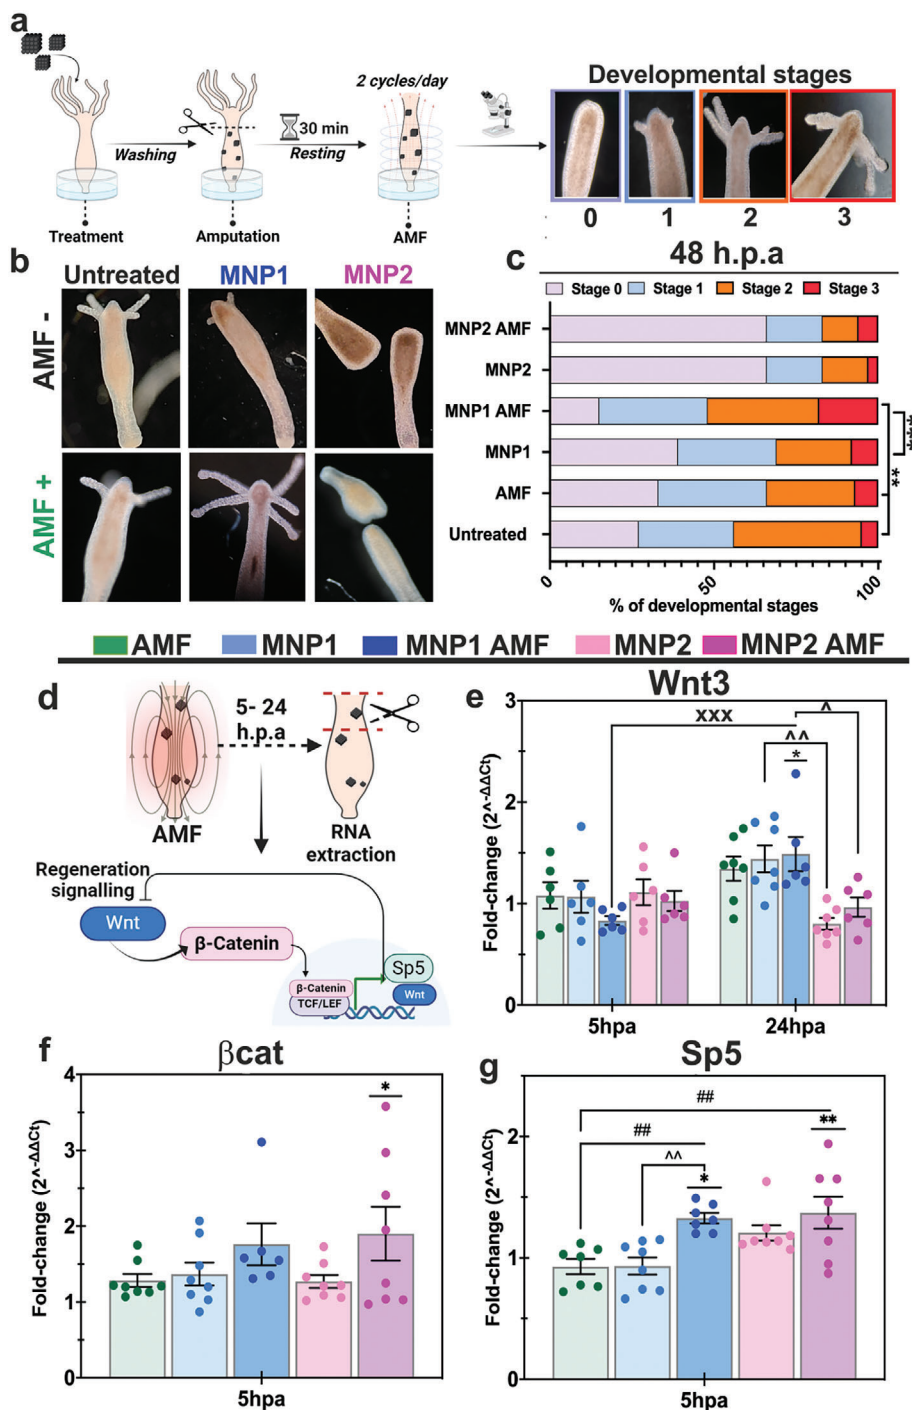 a
2 cycles/day
30 min
Washing
Resting
Treatment
Amputation
AMF
Developmental stages
0
1
2
3
b
Untreated
MNP1
MNP2
AMF -
AMF +
c
48 h.p.a
Stage 0
Stage 1
Stage 2
Stage 3
MNP2 AMF
MNP2
MNP1 AMF
MNP1
AMF
Untreated
***
**
0
50
100
% of developmental stages
AMF
MNP1
MNP1 AMF
MNP2
MNP2 AMF
d
5- 24
h.p.a
AMF
RNA
extraction
Regeneration
signalling
Wnt
β-Catenin
Sp5
β-Catenin
TCF/LEF
Wnt
e
Wnt3
Fold-change (2^-ΔΔCt)
3
2
1
0
xxx
^
^^
*
5hpa
24hpa
f
βcat
Fold-change (2^-ΔΔCt)
4
3
2
1
0
*
5hpa
g
Sp5
Fold-change (2^-ΔΔCt)
2
1
0
##
##
^^
*
**
5hpa